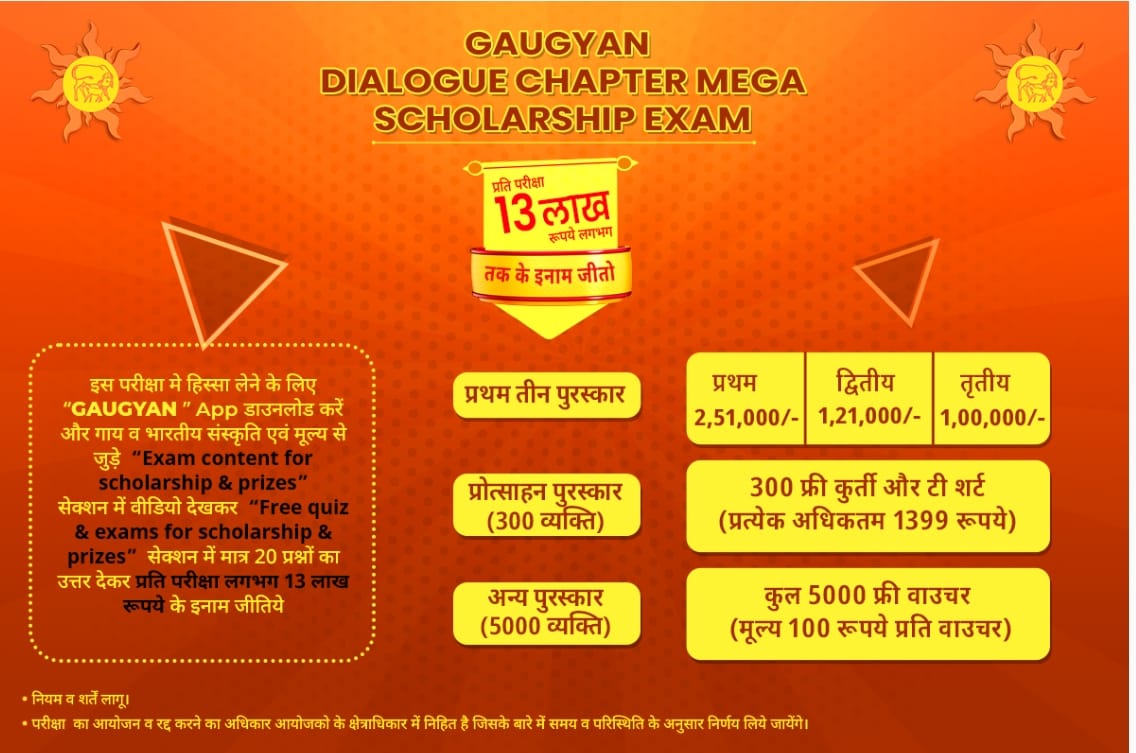 GAUGYAN
DIALOGUE CHAPTER MEGA
SCHOLARSHIP EXAM
प्रति परीक्षा
13 लाख
रूपये लगभग
तक के इनाम जीतो
इस परीक्षा मे हिस्सा लेने के लिए
“GAUGYAN ” App डाउनलोड करें
और गाय व भारतीय संस्कृति एवं मूल्य से
जुड़े “Exam content for
scholarship & prizes”
सेक्शन में वीडियो देखकर “Free quiz
& exams for scholarship &
prizes” सेक्शन में मात्र 20 प्रश्नों का
उत्तर देकर प्रति परीक्षा लगभग 13 लाख
रूपये के इनाम जीतिये
प्रथम तीन पुरस्कार
प्रथम द्वितीय तृतीय
2,51,000/- 1,21,000/- 1,00,000/-
प्रोत्साहन पुरस्कार
(300 व्यक्ति)
300 फ्री कुर्ती और टी शर्ट
(प्रत्येक अधिकतम 1399 रूपये)
अन्य पुरस्कार
(5000 व्यक्ति)
कुल 5000 फ्री वाउचर
(मूल्य 100 रूपये प्रति वाउचर)
• नियम व शर्तें लागू।
• परीक्षा का आयोजन व रद्द करने का अधिकार आयोजको के क्षेत्राधिकार में निहित है जिसके बारे में समय व परिस्थिति के अनुसार निर्णय लिये जायेंगे।